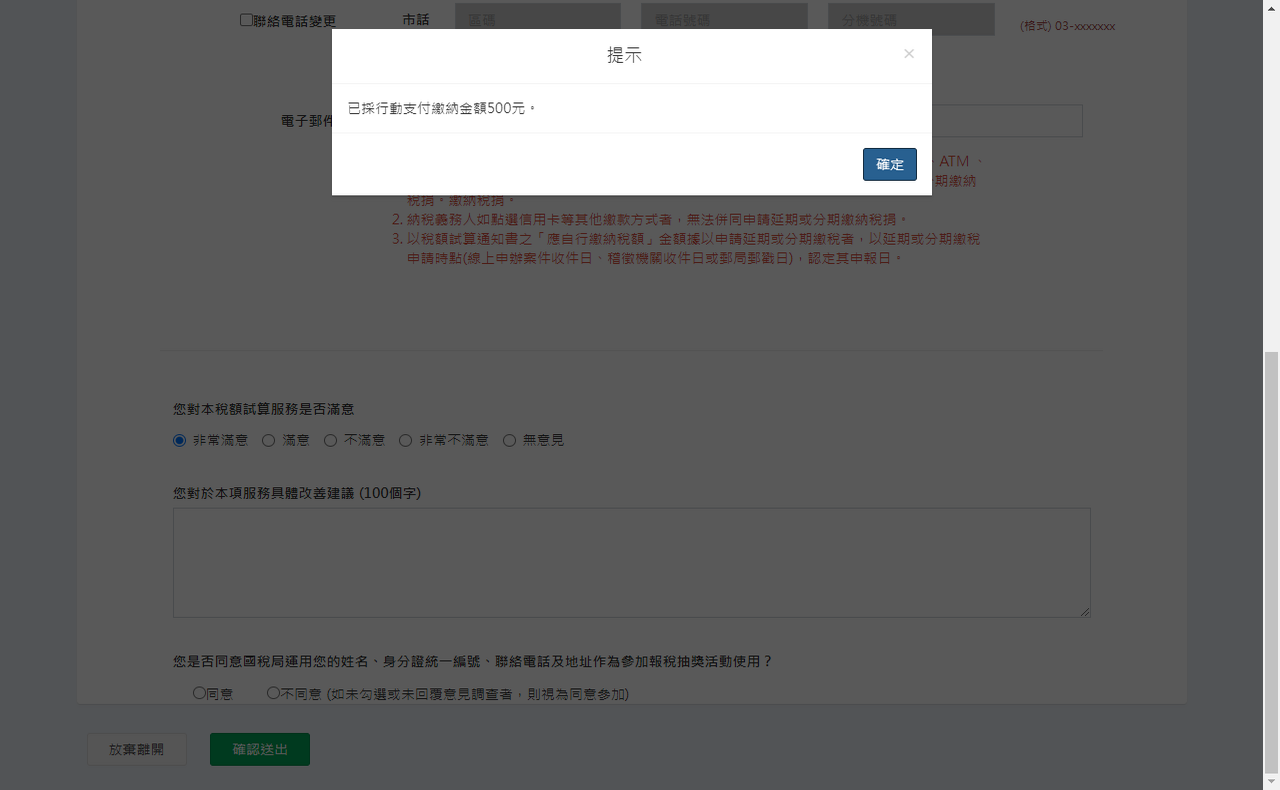 聯絡電話變更 市話 區碼 電話號碼 分機號碼 (格式) 03-xxxxxxx
提示 ×
已採行動支付繳納金額500元。
確定
電子郵件
、ATM 、
期繳納
稅捐。繳納稅捐。
2. 納稅義務人如點選信用卡等其他繳款方式者，無法併同申請延期或分期繳納稅捐。
3. 以稅額試算通知書之「應自行繳納稅額」金額據以申請延期或分期繳稅者，以延期或分期繳稅
申請時點(線上申辦案件收件日、稽徵機關收件日或郵局郵戳日)，認定其申報日。
您對本稅額試算服務是否滿意
非常滿意 滿意 不滿意 非常不滿意 無意見
您對於本項服務具體改善建議 (100個字)
您是否同意國稅局運用您的姓名、身分證統一編號、聯絡電話及地址作為參加報稅抽獎活動使用？
同意 不同意 (如未勾選或未回覆意見調查者，則視為同意參加)
放棄離開 確認送出